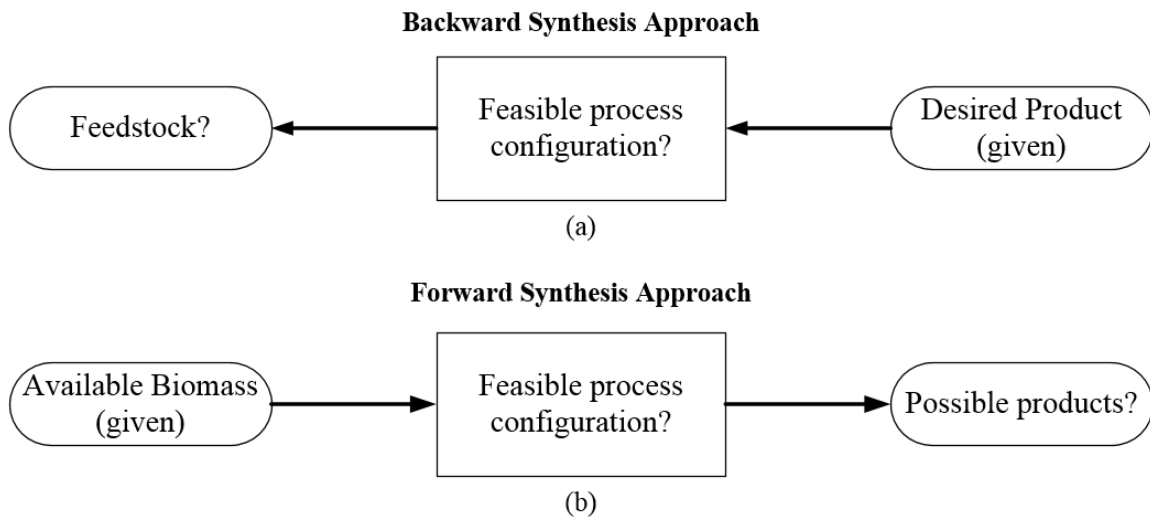 Backward Synthesis Approach
Feedstock?
Feasible process
configuration?
Desired Product
(given)
(a)
Forward Synthesis Approach
Available Biomass
(given)
Feasible process
configuration?
Possible products?
(b)